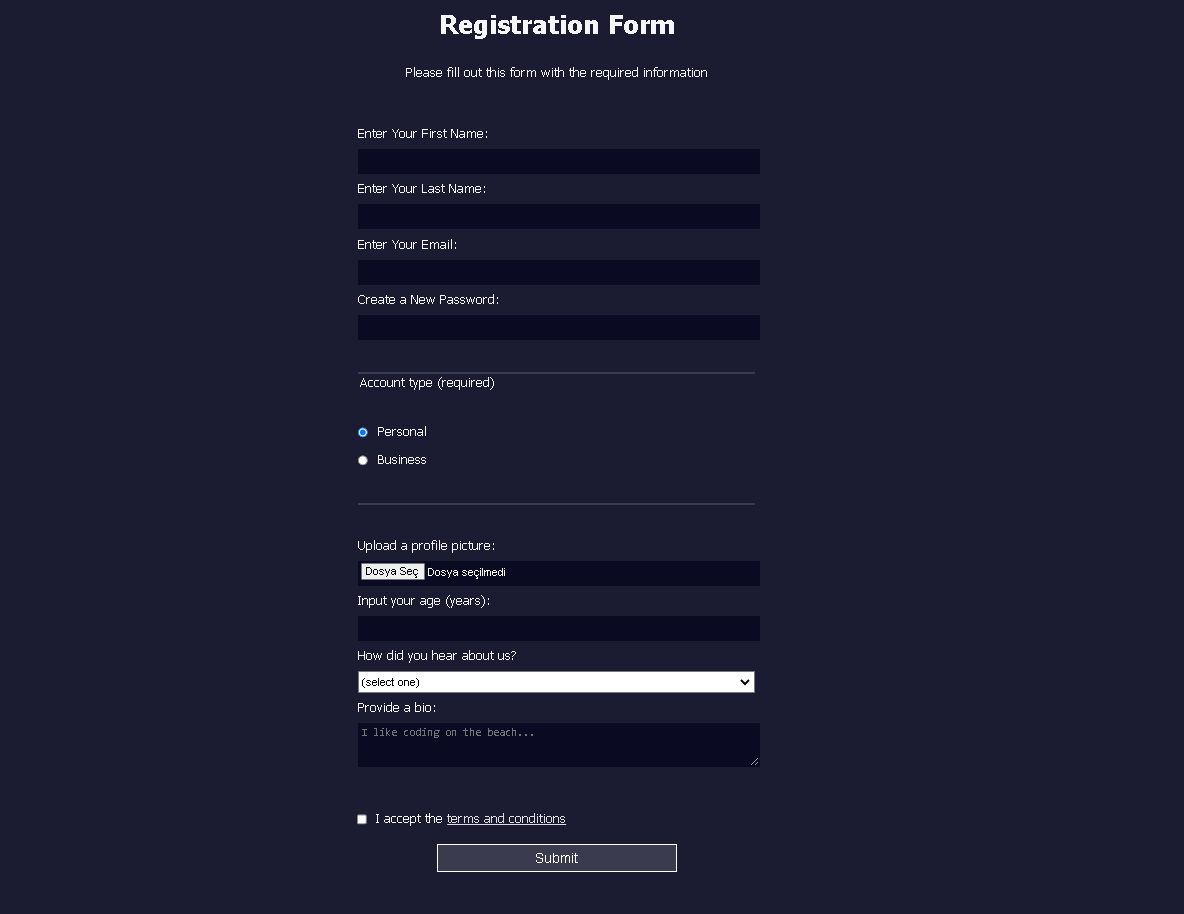 Registration Form
Please fill out this form with the required information
Enter Your First Name:
Enter Your Last Name:
Enter Your Email:
Create a New Password:
Account type (required)
Personal
Business
Upload a profile picture:
Dosya Seç Dosya seçilmedi
Input your age (years):
How did you hear about us?
(select one)
Provide a bio:
I like coding on the beach...
I accept the terms and conditions
Submit